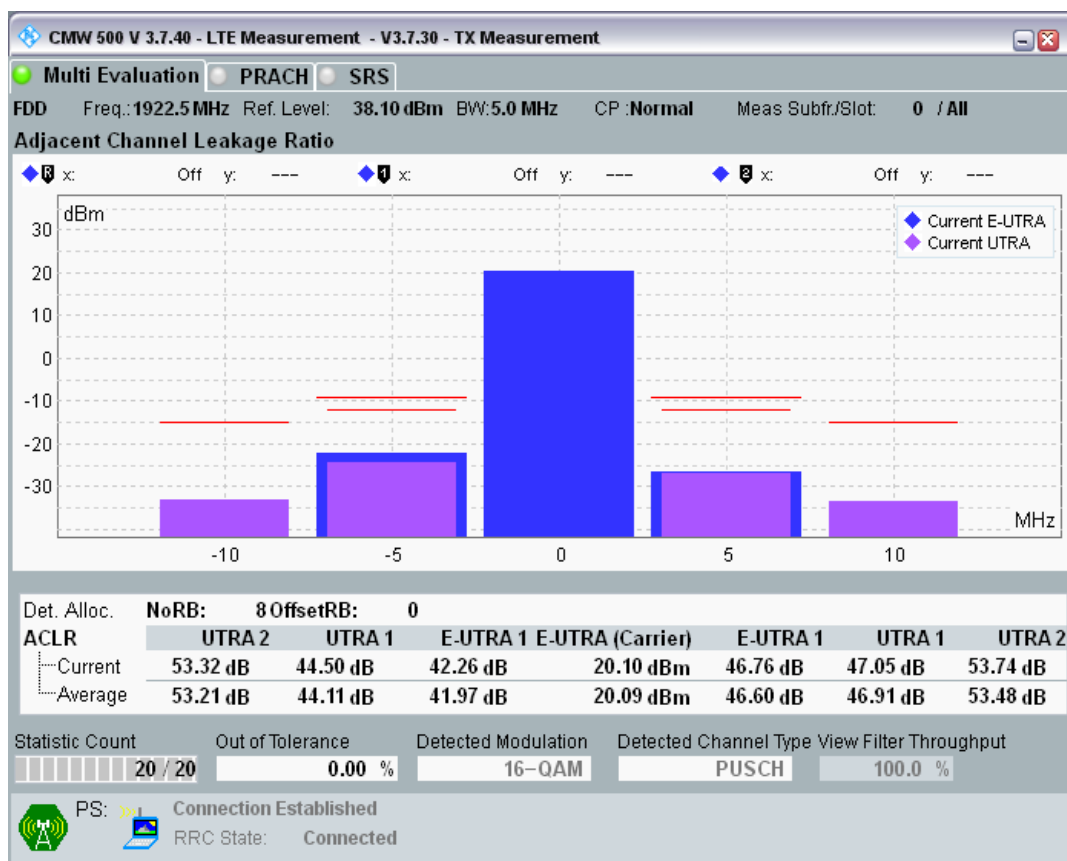 CMW 500 V 3.7.40 - LTE Measurement - V3.7.30 - TX Measurement
Multi Evaluation PRACH SRS
FDD Freq.: 1922.5 MHz Ref. Level: 38.10 dBm BW: 5.0 MHz CP : Normal Meas Subfr./Slot: 0 / All
Adjacent Channel Leakage Ratio
R x: Off y: --- 1 x: Off y: --- 2 x: Off y: ---
dBm
Current E-UTRA
Current UTRA
30
20
10
0
-10
-20
-30
MHz
-10 -5 0 5 10
Det. Alloc. NoRB: 8 OffsetRB: 0
ACLR UTRA 2 UTRA 1 E-UTRA 1 E-UTRA (Carrier) E-UTRA 1 UTRA 1 UTRA 2
Current 53.32 dB 44.50 dB 42.26 dB 20.10 dBm 46.76 dB 47.05 dB 53.74 dB
Average 53.21 dB 44.11 dB 41.97 dB 20.09 dBm 46.60 dB 46.91 dB 53.48 dB
Statistic Count Out of Tolerance Detected Modulation Detected Channel Type View Filter Throughput
20 / 20 0.00 % 16-QAM PUSCH 100.0 %
PS: Connection Established
RRC State: Connected